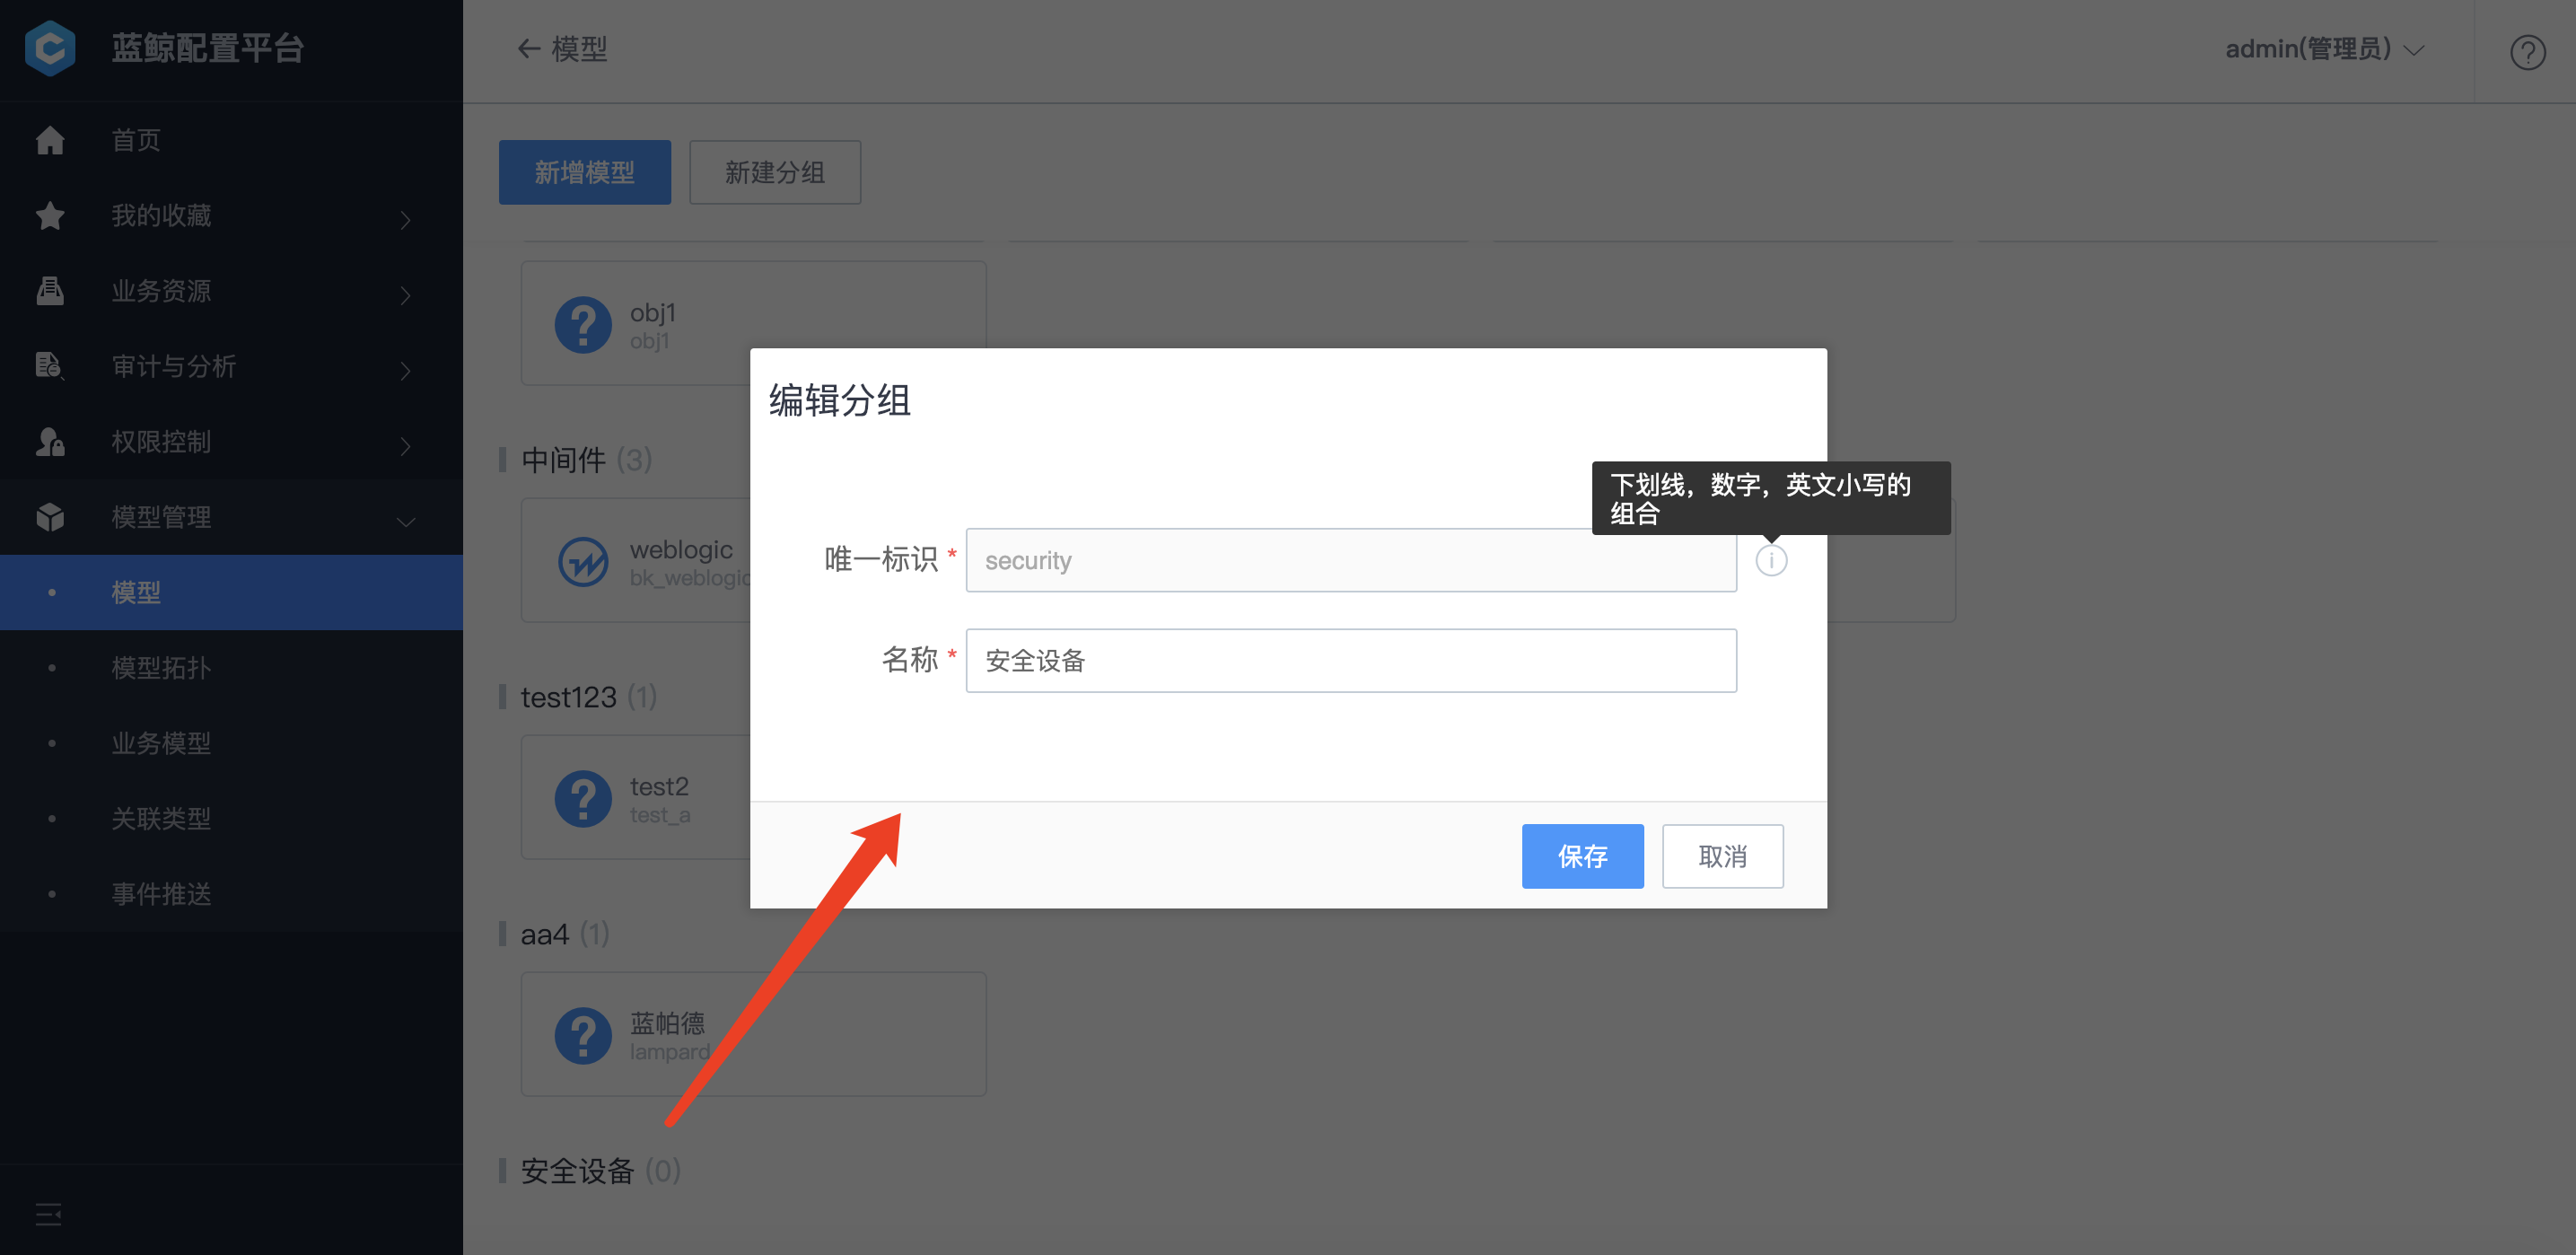 蓝鲸配置平台
首页
我的收藏
业务资源
审计与分析
权限控制
模型管理
模型
模型拓扑
业务模型
关联类型
事件推送
模型
admin(管理员)
新增模型
新建分组
obj1
obj1
中间件 (3)
weblogic
bk_weblogic
test123 (1)
test2
test_a
aa4 (1)
蓝帕德
lampard
安全设备 (0)
编辑分组
下划线，数字，英文小写的
组合
唯一标识 *
security
名称 *
安全设备
保存
取消